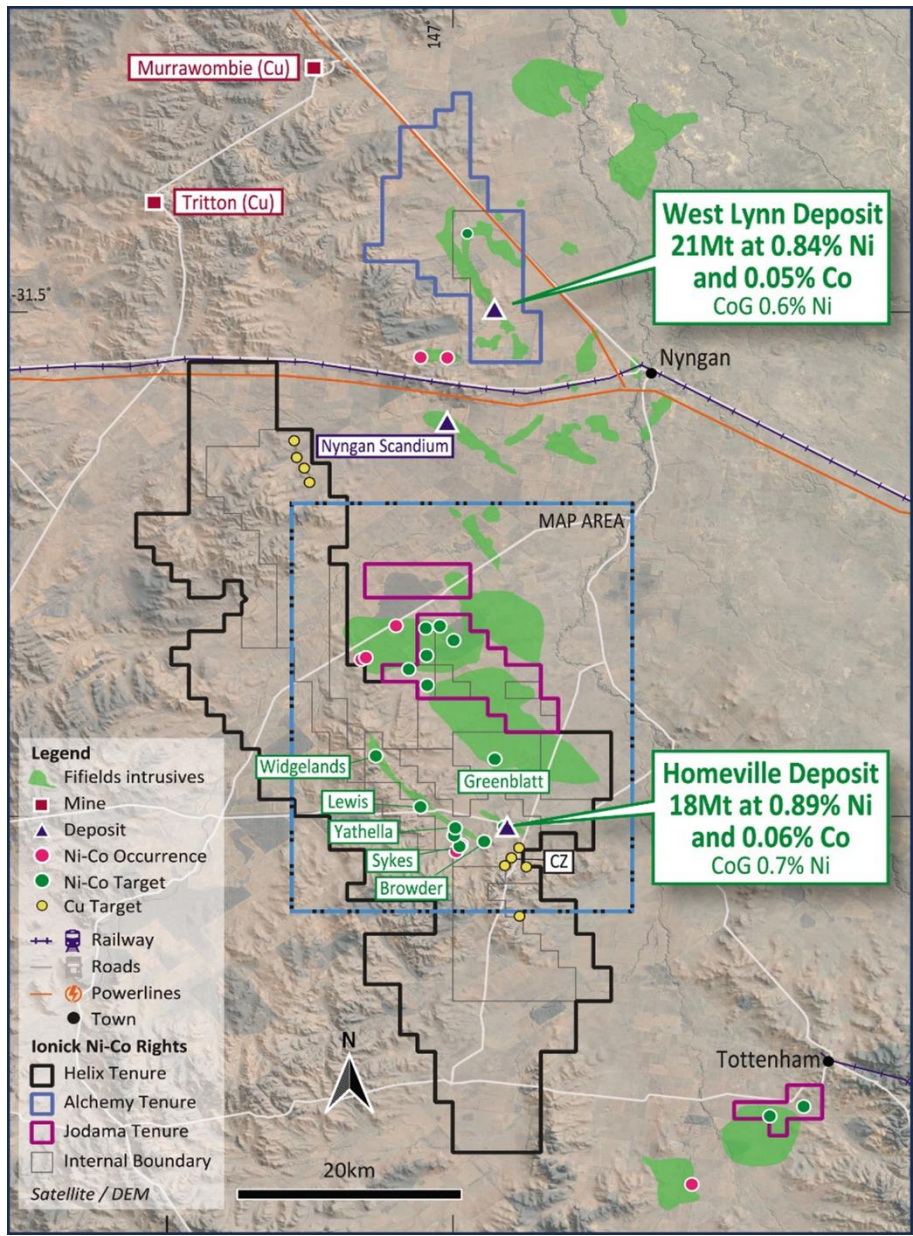 147°
Murrawombie (Cu)
Tritton (Cu)
West Lynn Deposit
21Mt at 0.84% Ni
and 0.05% Co
CoG 0.6% Ni
-31.5°
Nyngan
Nyngan Scandium
MAP AREA
Widgelands
Greenblatt
Lewis
Yathella
Sykes
Browder
CZ
Homeville Deposit
18Mt at 0.89% Ni
and 0.06% Co
CoG 0.7% Ni
Legend
Fifields intrusives
Mine
Deposit
Ni-Co Occurrence
Ni-Co Target
Cu Target
Railway
Roads
Powerlines
Town
Ionick Ni-Co Rights
Helix Tenure
Alchemy Tenure
Jodama Tenure
Internal Boundary
Satellite / DEM
N
20km
Tottenham